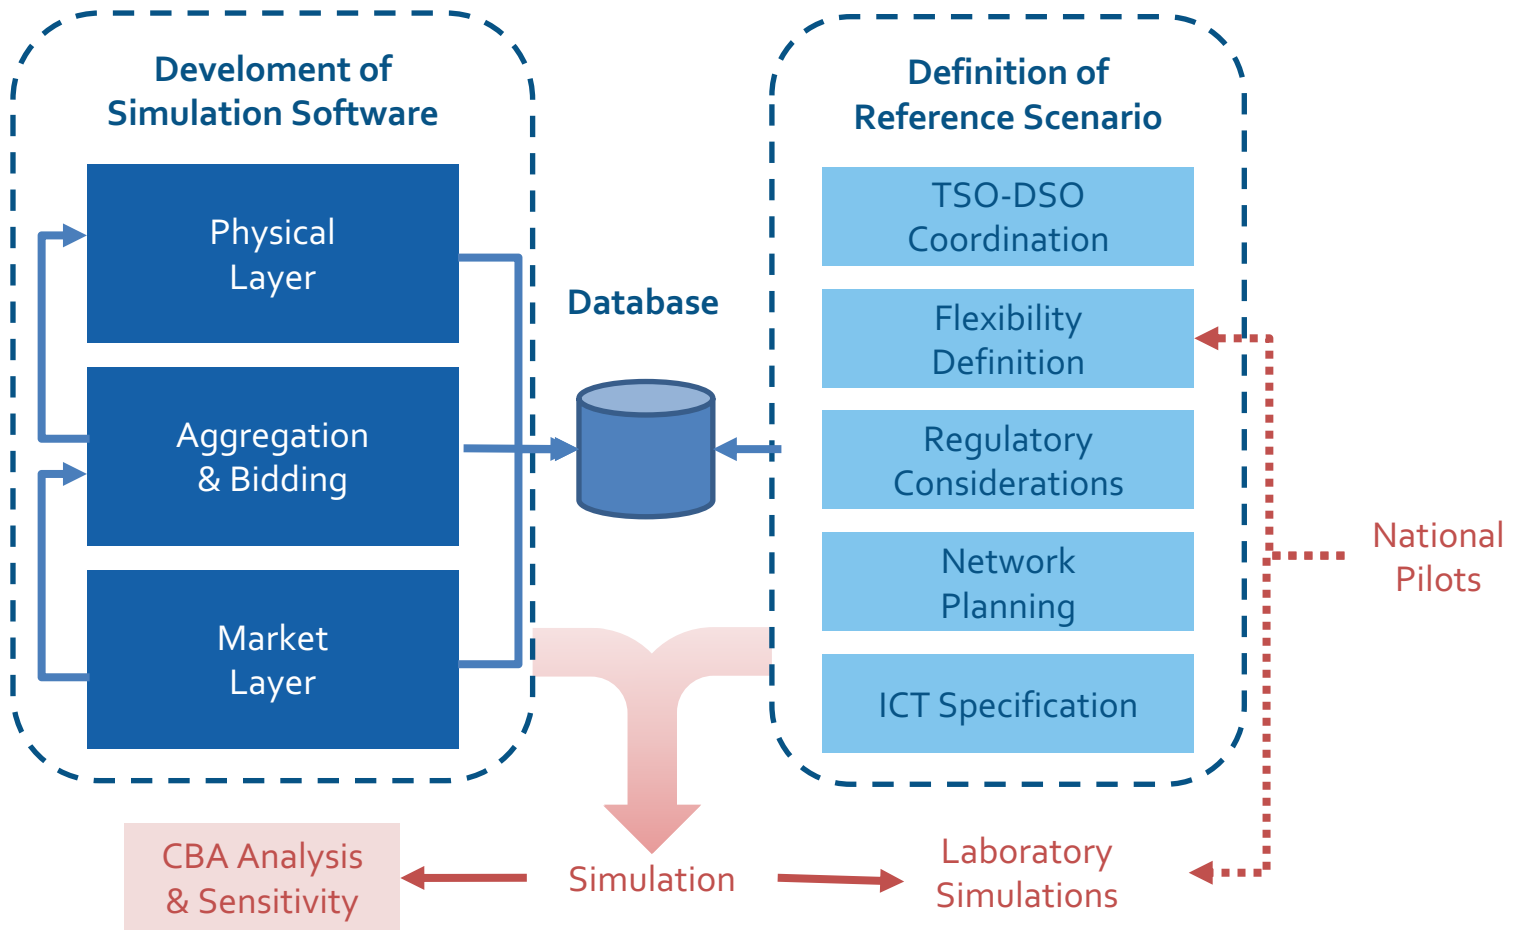 Develoment of
Simulation Software
Physical
Layer
Aggregation
& Bidding
Market
Layer
Database
Definition of
Reference Scenario
TSO-DSO
Coordination
Flexibility
Definition
Regulatory
Considerations
Network
Planning
ICT Specification
National
Pilots
CBA Analysis
& Sensitivity
Simulation
Laboratory
Simulations